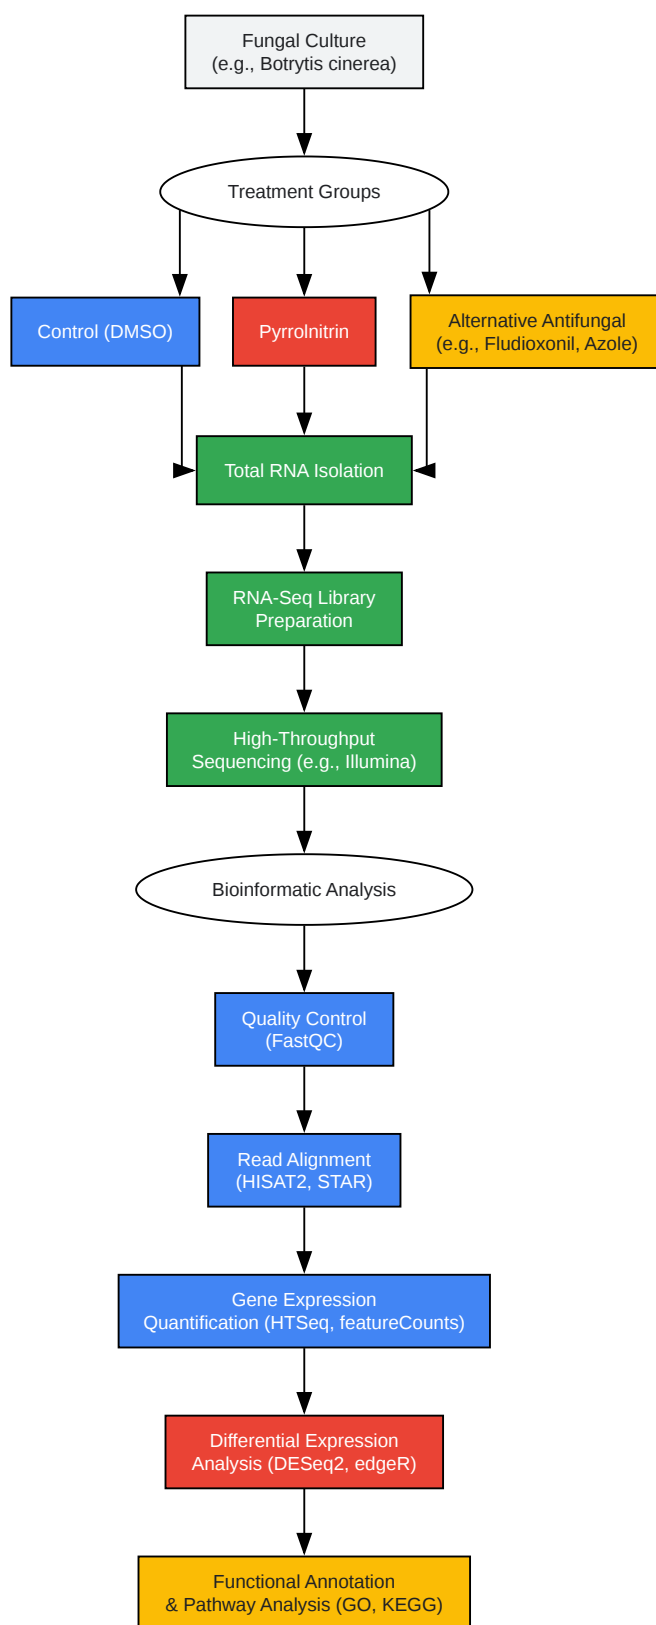 Fungal Culture
(e.g., Botrytis cinerea)
Treatment Groups
Control (DMSO)
Pyrrolnitrin
Alternative Antifungal
(e.g., Fludioxonil, Azole)
Total RNA Isolation
RNA-Seq Library
Preparation
High-Throughput
Sequencing (e.g., Illumina)
Bioinformatic Analysis
Quality Control
(FastQC)
Read Alignment
(HISAT2, STAR)
Gene Expression
Quantification (HTSeq, featureCounts)
Differential Expression
Analysis (DESeq2, edgeR)
Functional Annotation
& Pathway Analysis (GO, KEGG)